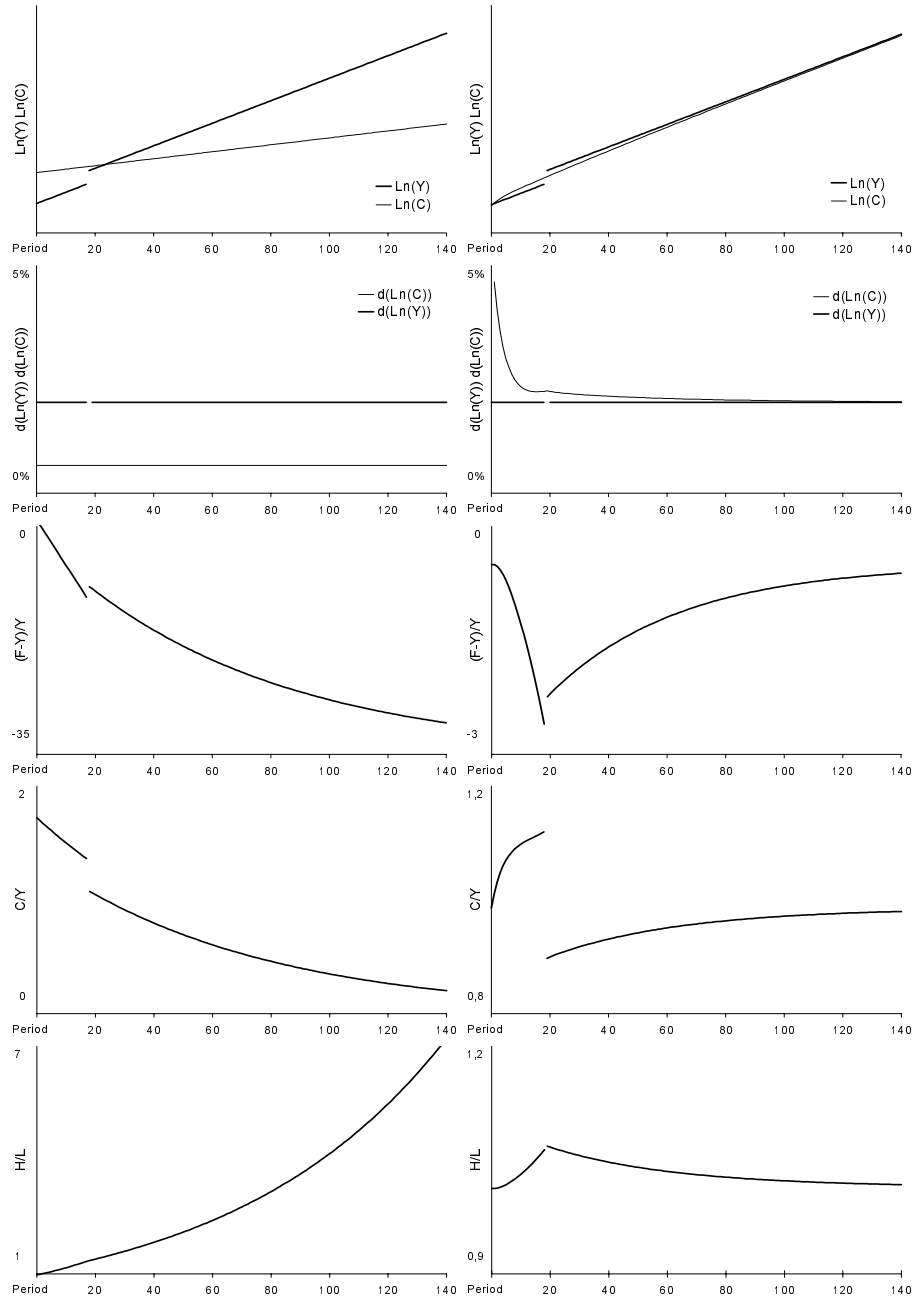 Ln(Y) Ln(C)
Ln(Y)
Ln(C)
Period 20 40 60 80 100 120 140
Ln(Y) Ln(C)
Ln(Y)
Ln(C)
Period 20 40 60 80 100 120 140
5%
d(Ln(Y)) d(Ln(C))
d(Ln(C))
d(Ln(Y))
0%
Period 20 40 60 80 100 120 140
5%
d(Ln(Y)) d(Ln(C))
d(Ln(C))
d(Ln(Y))
0%
Period 20 40 60 80 100 120 140
0
(F-Y)/Y
-35
Period 20 40 60 80 100 120 140
0
(F-Y)/Y
-3
Period 20 40 60 80 100 120 140
2
C/Y
0
Period 20 40 60 80 100 120 140
1,2
C/Y
0,8
Period 20 40 60 80 100 120 140
7
H/L
1
Period 20 40 60 80 100 120 140
1,2
H/L
0,9
Period 20 40 60 80 100 120 140